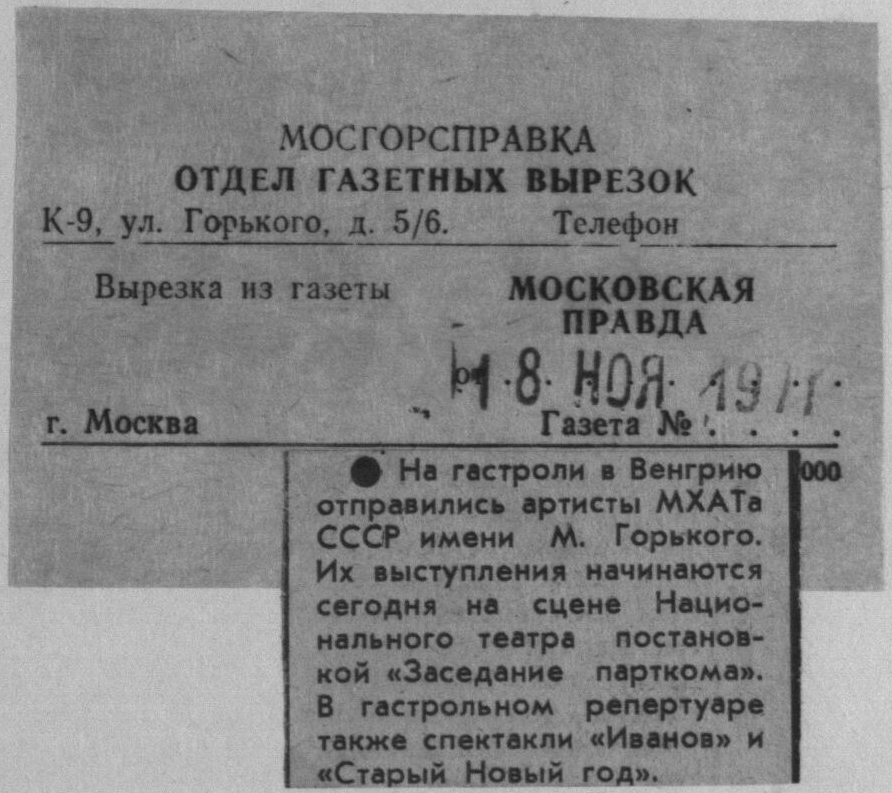 МОСГОРСПРАВКА
ОТДЕЛ ГАЗЕТНЫХ ВЫРЕЗОК
К-9, ул. Горького, д. 5/6. Телефон
Вырезка из газеты МОСКОВСКАЯ
ПРАВДА
от 18 НОЯ
г. Москва Газета № . . . .
● На гастроли в Венгрию 000
отправились артисты МХАТа
СССР имени М. Горького.
Их выступления начинаются
сегодня на сцене Нацио-
нального театра постанов-
кой «Заседание парткома».
В гастрольном репертуаре
также спектакли «Иванов» и
«Старый Новый год».